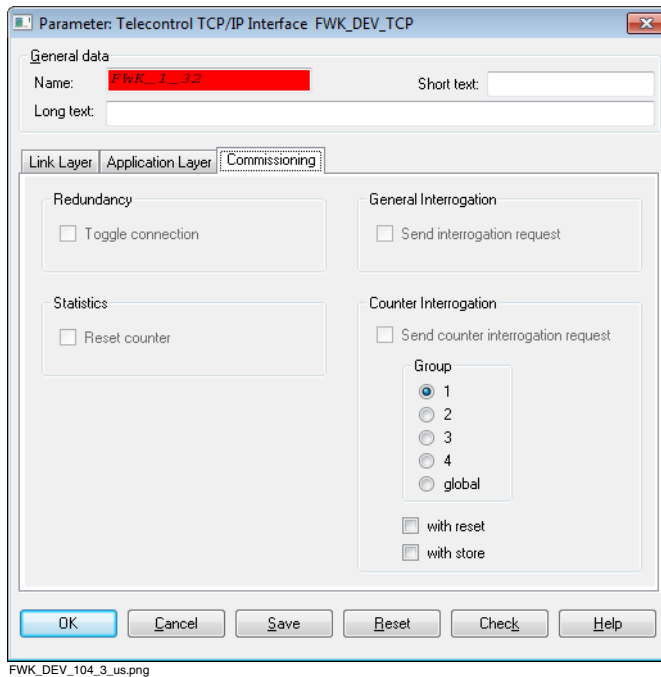 Parameter: Telecontrol TCP/IP Interface FWK_DEV_TCP
General data
Name: FWK_1_32 Short text:
Long text:
Link Layer Application Layer Commissioning
Redundancy
Toggle connection
General Interrogation
Send interrogation request
Statistics
Reset counter
Counter Interrogation
Send counter interrogation request
Group
1
2
3
4
global
with reset
with store
OK Cancel Save Reset Check Help
FWK_DEV_104_3_us.png